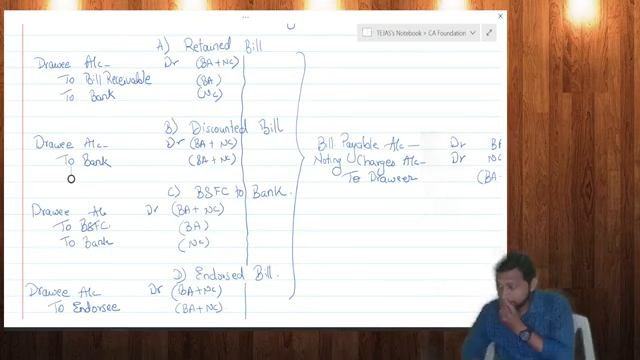 TEJAS's Notebook > CA Foundation
A) Retained Bill
Drawee A/c- Dr (BA+NC)
To Bill Receivable (BA)
To Bank (NC)
B) Discounted Bill
Drawee A/c- Dr (BA + NC)
To Bank (BA + NC)
C) BSFC to Bank.
Drawee A/c Dr (BA+NC)
To BSFC (BA)
To Bank (NC)
D) Endorsed Bill.
Drawee A/c Dr (BA+NC)
To Endorsee (BA+NC)
Bill Payable A/c- Dr
Noting Charges A/c- Dr
To Drawer (BA